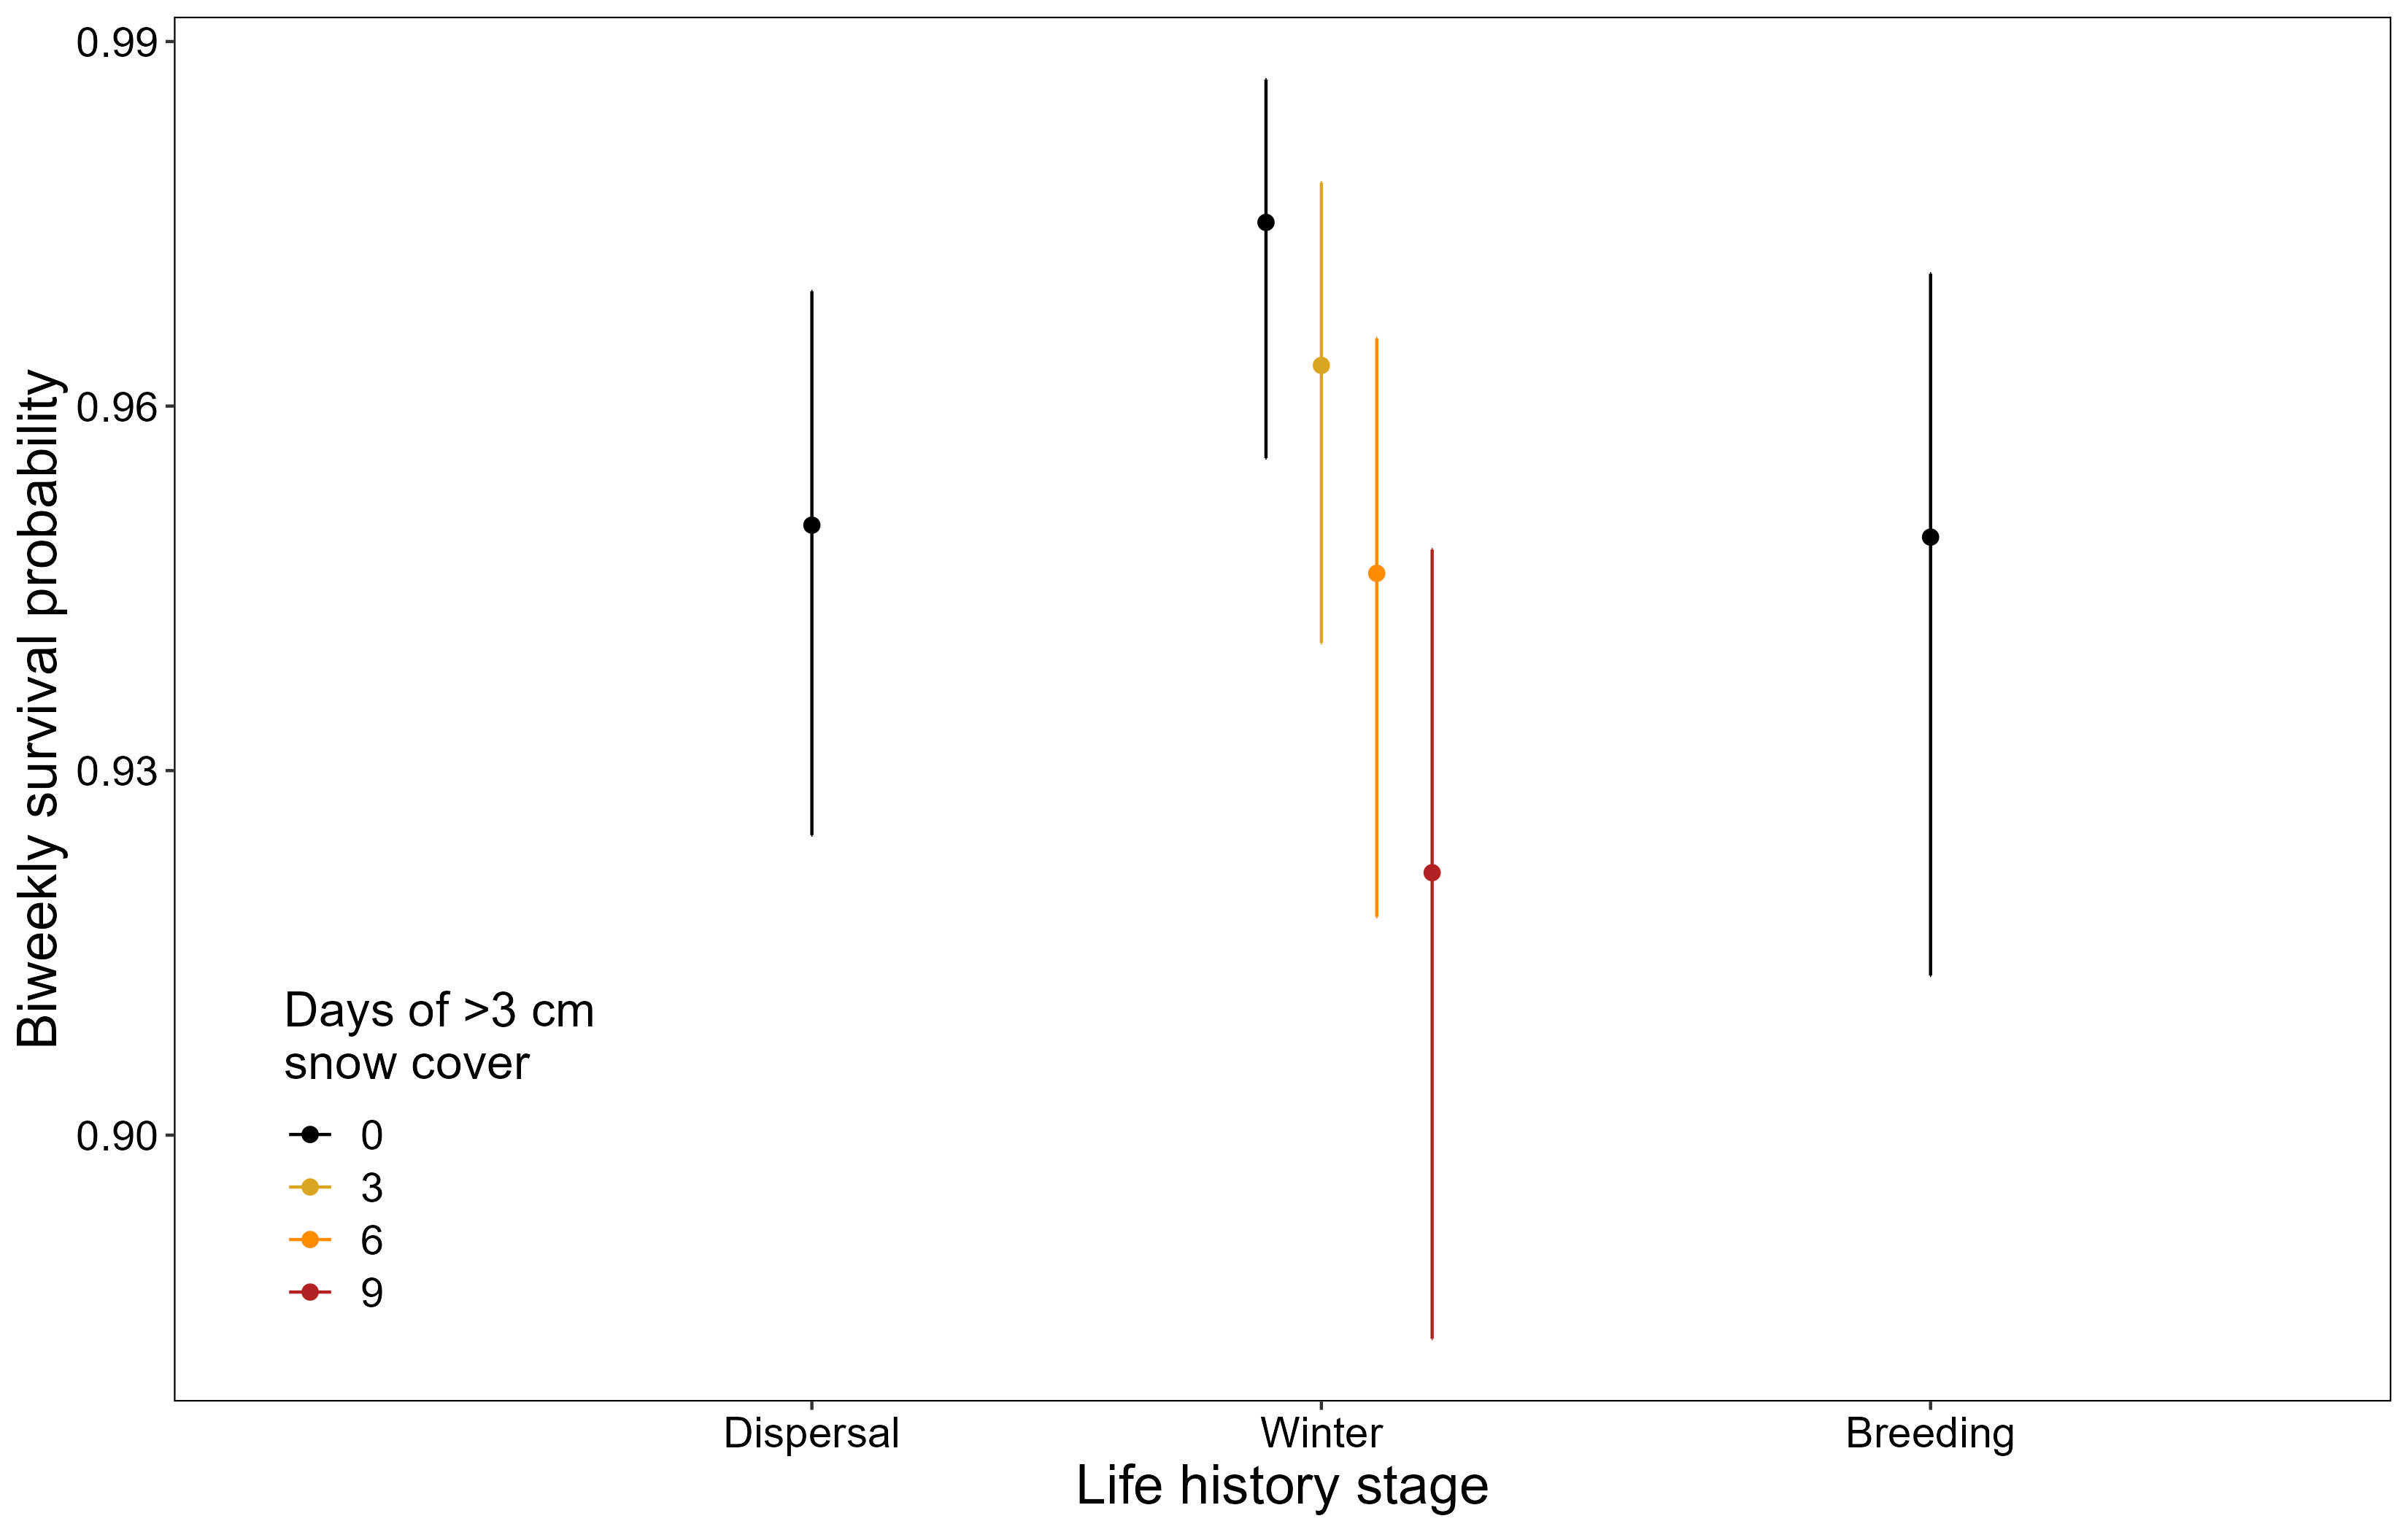 Biweekly survival probability
0.99
0.96
0.93
0.90
Days of >3 cm
snow cover
0
3
6
9
Dispersal
Winter
Breeding
Life history stage